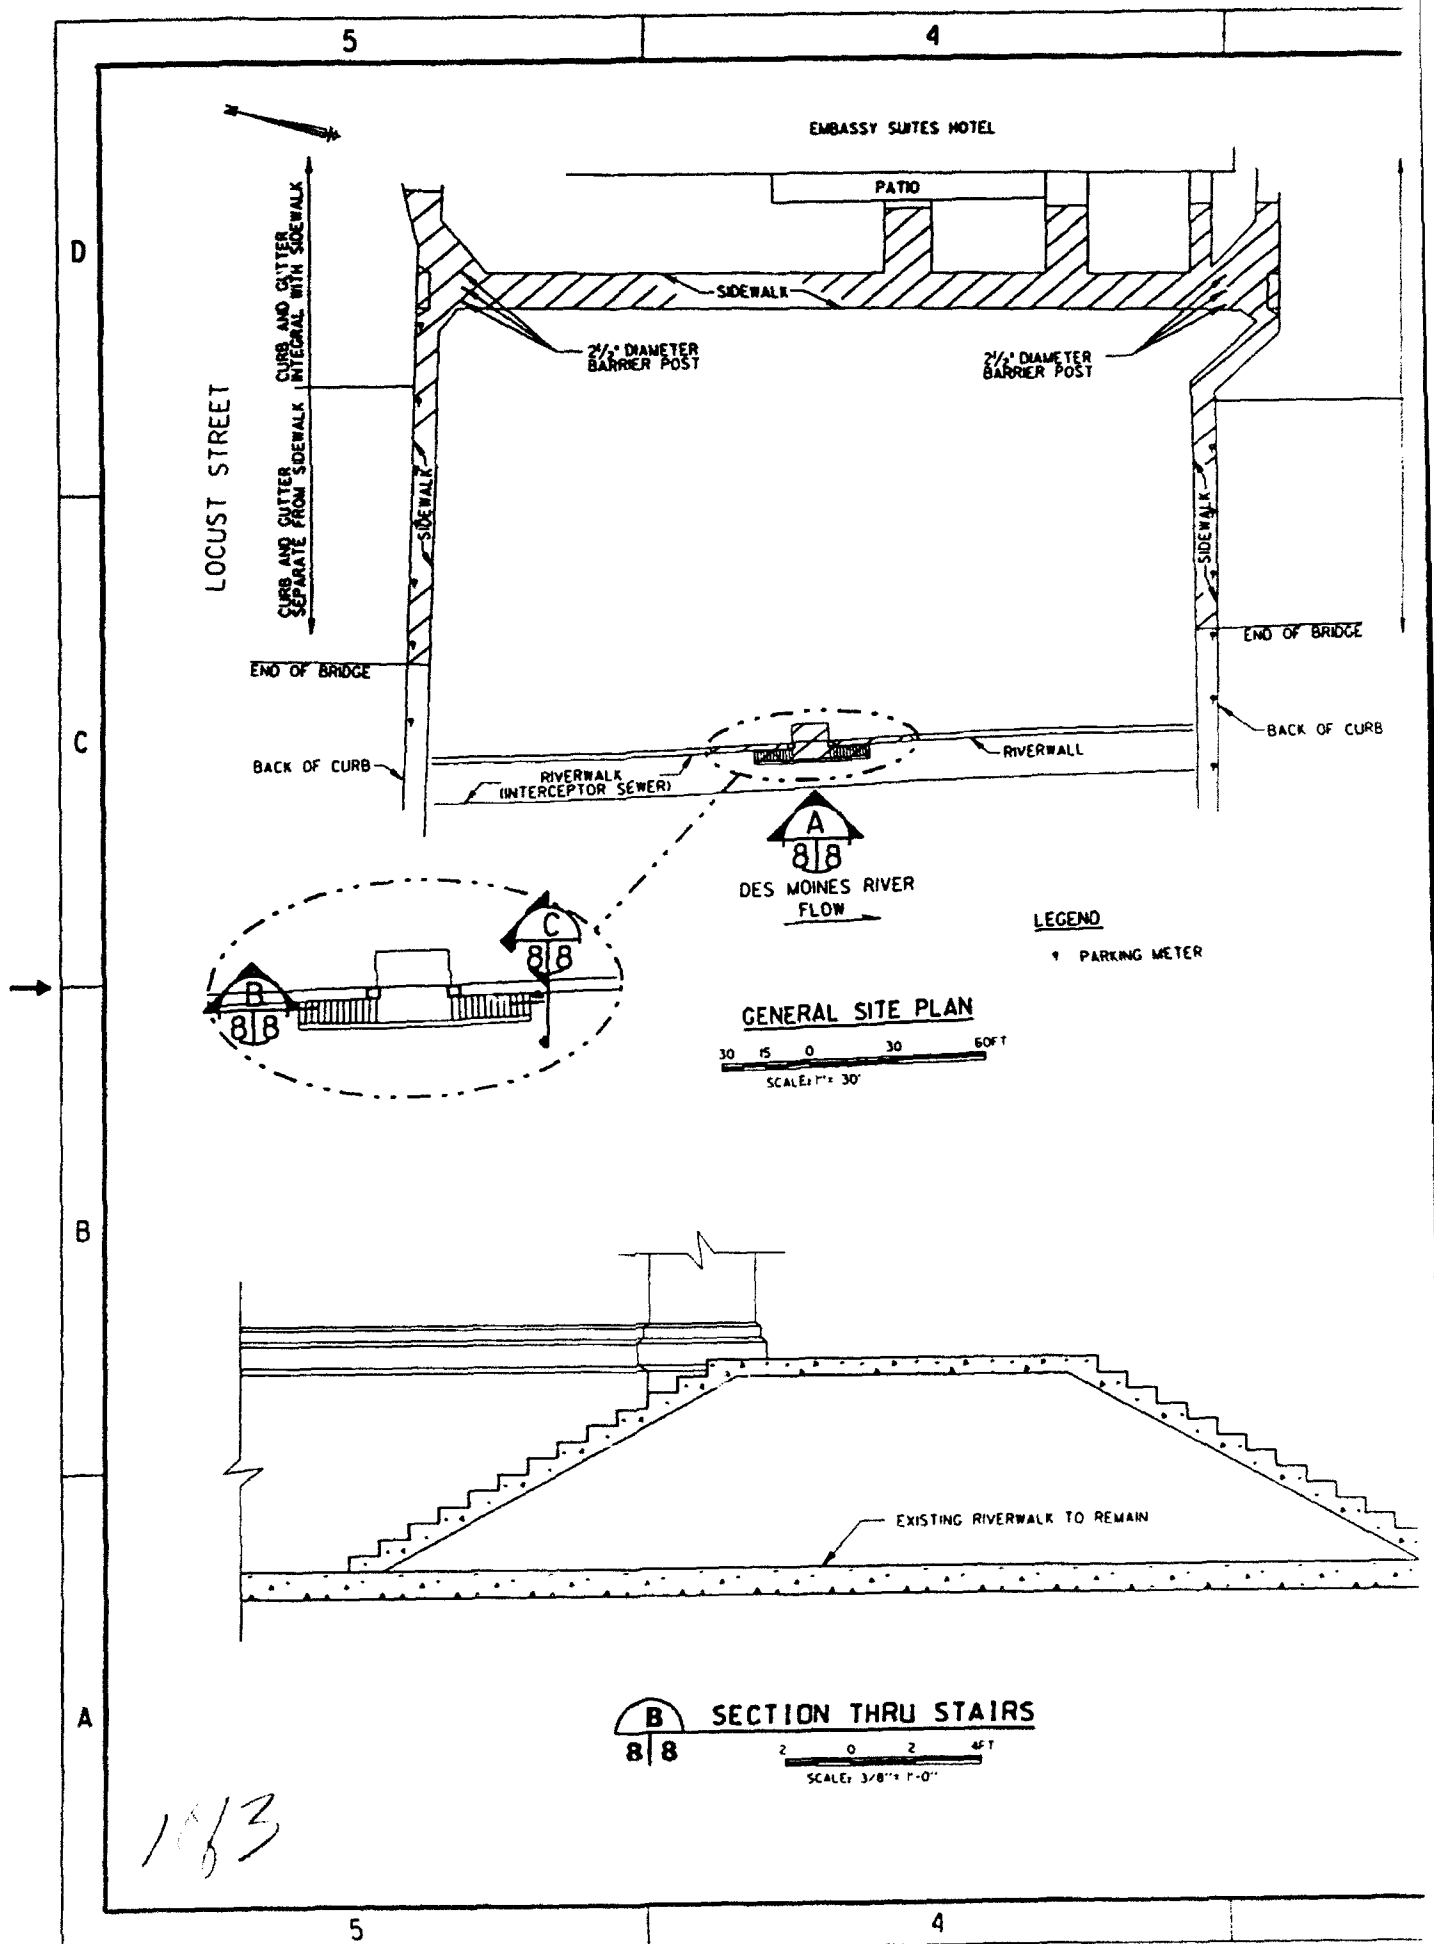 5
4
EMBASSY SUITES HOTEL
PATIO
D
SIDEWALK
2 1/2" DIAMETER
BARRIER POST
2 1/2" DIAMETER
BARRIER POST
LOCUST STREET
CURB AND GUTTER
INTEGRAL WITH SIDEWALK
CURB AND GUTTER
SEPARATE FROM SIDEWALK
SIDEWALK
SIDEWALK
END OF BRIDGE
END OF BRIDGE
C
BACK OF CURB
BACK OF CURB
RIVERWALL
RIVERWALK
(INTERCEPTOR SEWER)
A
8|8
DES MOINES RIVER
FLOW
LEGEND
PARKING METER
C
8|8
B
8|8
GENERAL SITE PLAN
30 15 0 30 60FT
SCALE: 1"= 30'
B
EXISTING RIVERWALK TO REMAIN
A
B
8|8
SECTION THRU STAIRS
2 0 2 4FT
SCALE: 3/8"= 1'-0"
5
4